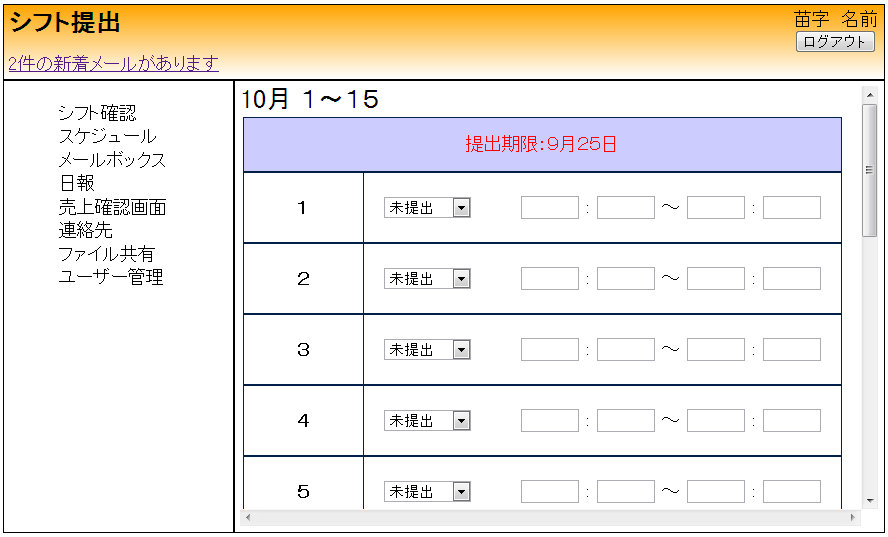 シフト提出
苗字 名前
ログアウト
2件の新着メールがあります
シフト確認
スケジュール
メールボックス
日報
売上確認画面
連絡先
ファイル共有
ユーザー管理
10月 1～15
提出期限:9月25日
1 未提出 : ～ :
2 未提出 : ～ :
3 未提出 : ～ :
4 未提出 : ～ :
5 未提出 : ～ :